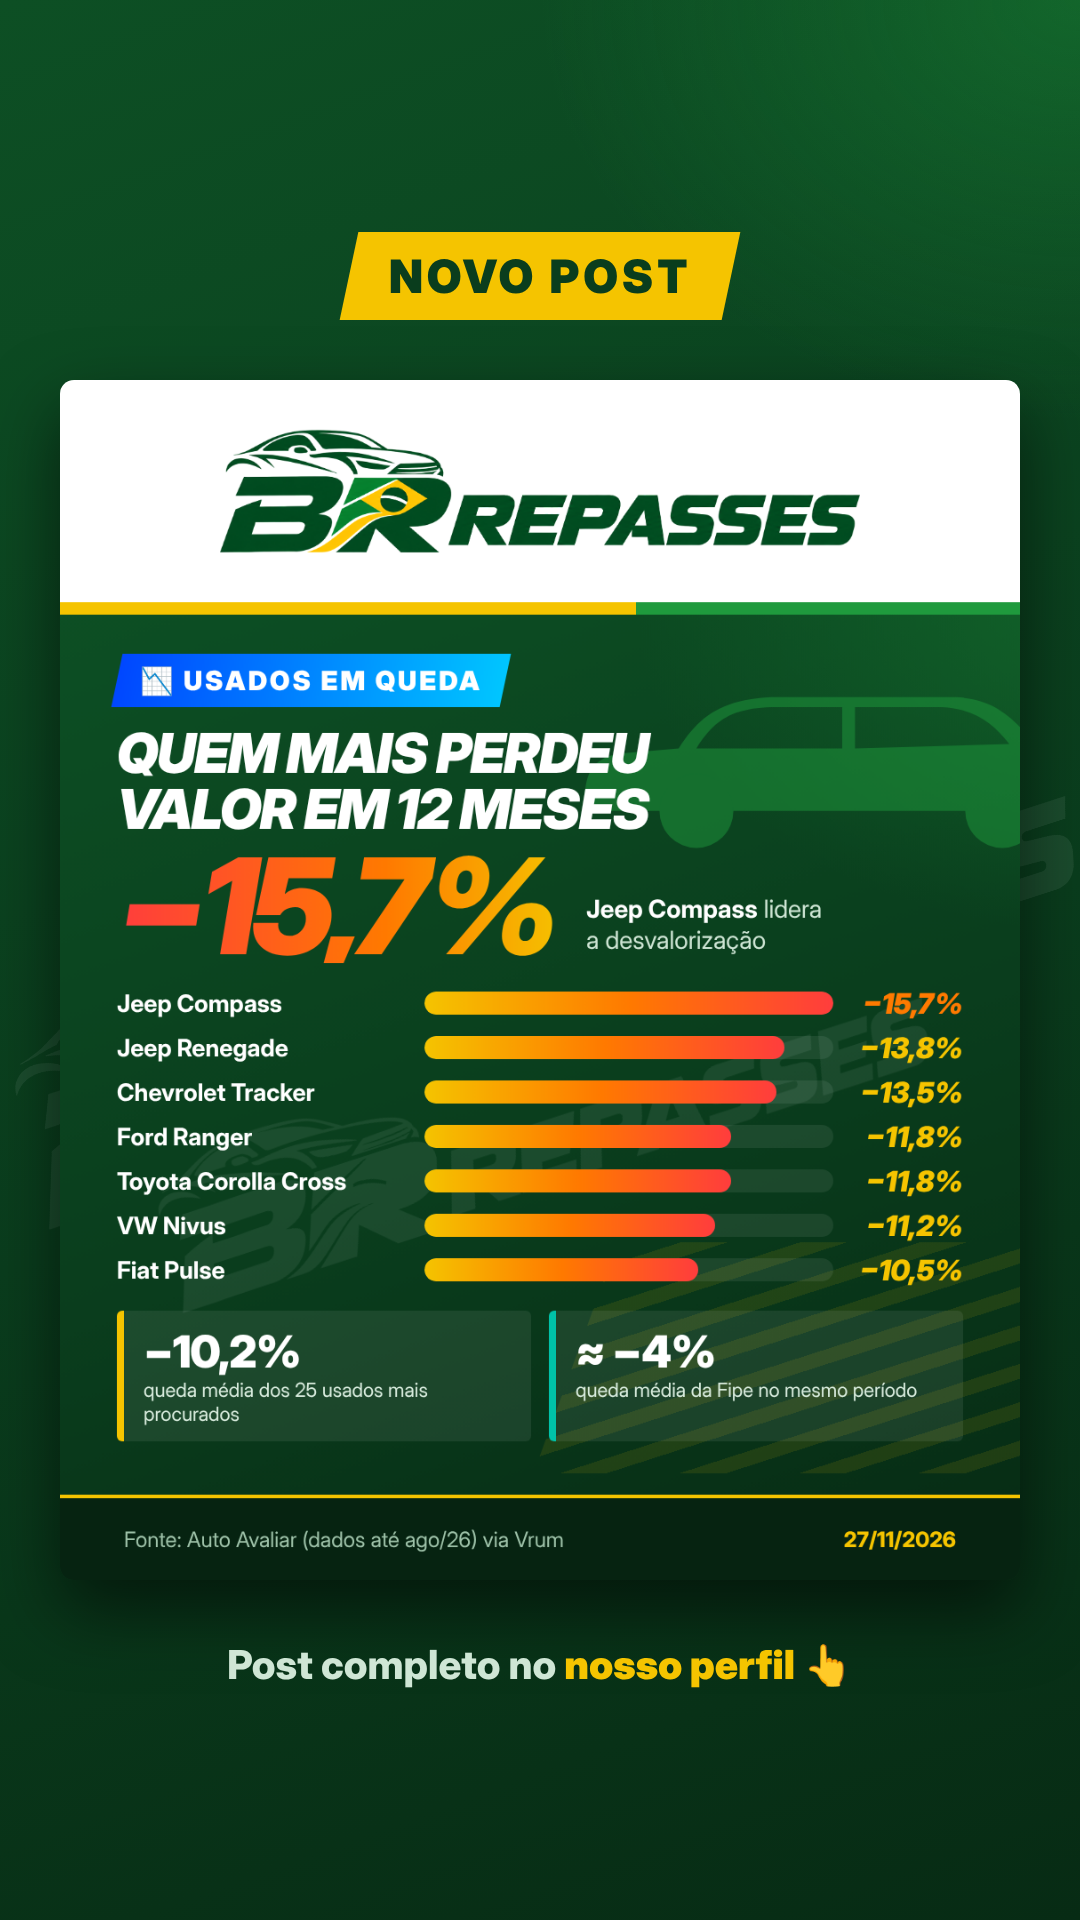 NOVO POST
BR REPASSES
📉 USADOS EM QUEDA
QUEM MAIS PERDEU
VALOR EM 12 MESES
−15,7%
Jeep Compass lidera
a desvalorização
Jeep Compass −15,7%
Jeep Renegade −13,8%
Chevrolet Tracker −13,5%
Ford Ranger −11,8%
Toyota Corolla Cross −11,8%
VW Nivus −11,2%
Fiat Pulse −10,5%
BR REPASSES
−10,2%
queda média dos 25 usados mais
procurados
≈ −4%
queda média da Fipe no mesmo período
Fonte: Auto Avaliar (dados até ago/26) via Vrum
27/11/2026
Post completo no nosso perfil 👆